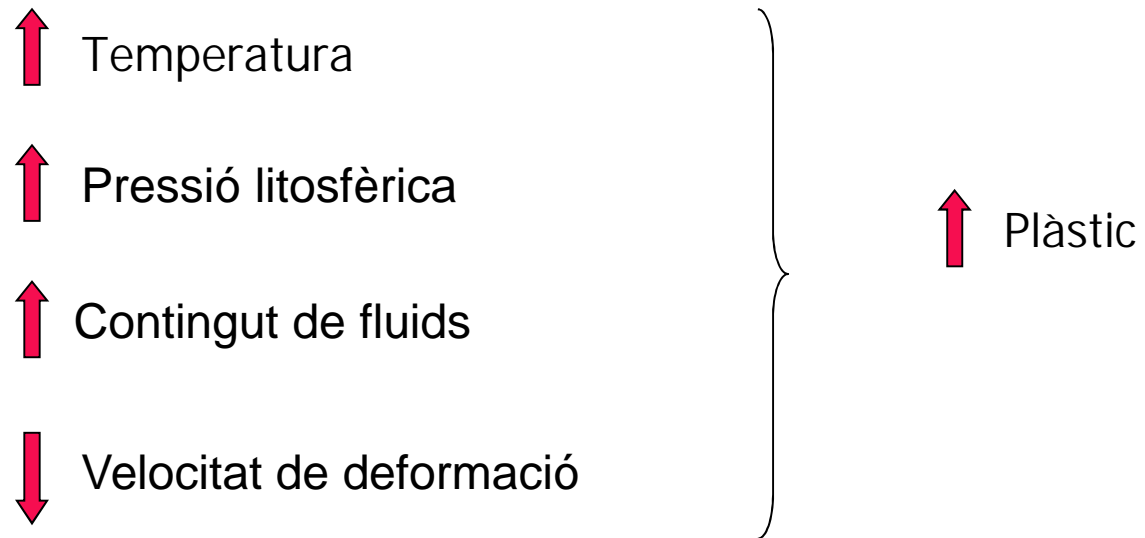 Temperatura
Pressió litosfèrica
Contingut de fluids
Velocitat de deformació
Plàstic